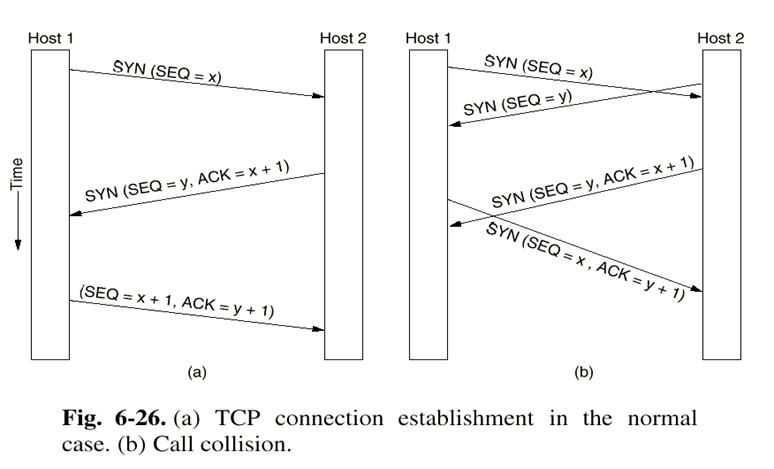 Host 1
Host 2
SYN (SEQ = x)
SYN (SEQ = y, ACK = x + 1)
(SEQ = x + 1, ACK = y + 1)
Time
(a)
Host 1
Host 2
SYN (SEQ = x)
SYN (SEQ = y)
SYN (SEQ = y, ACK = x + 1)
SYN (SEQ = x , ACK = y + 1)
(b)
Fig. 6-26. (a) TCP connection establishment in the normal
case. (b) Call collision.